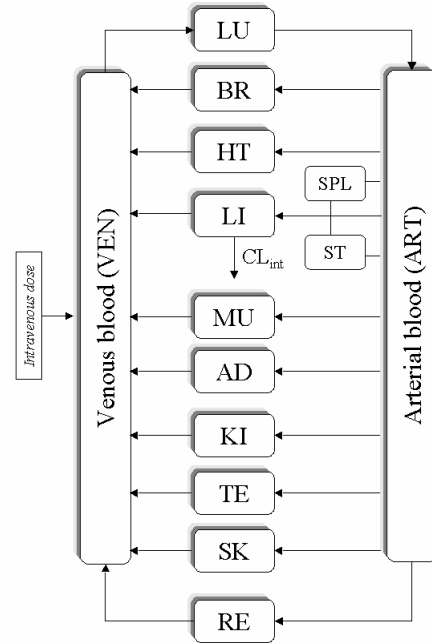 LU
BR
HT
SPL
LI
ST
CLint
MU
AD
KI
TE
SK
RE
Intravenous dose
Venous blood (VEN)
Arterial blood (ART)